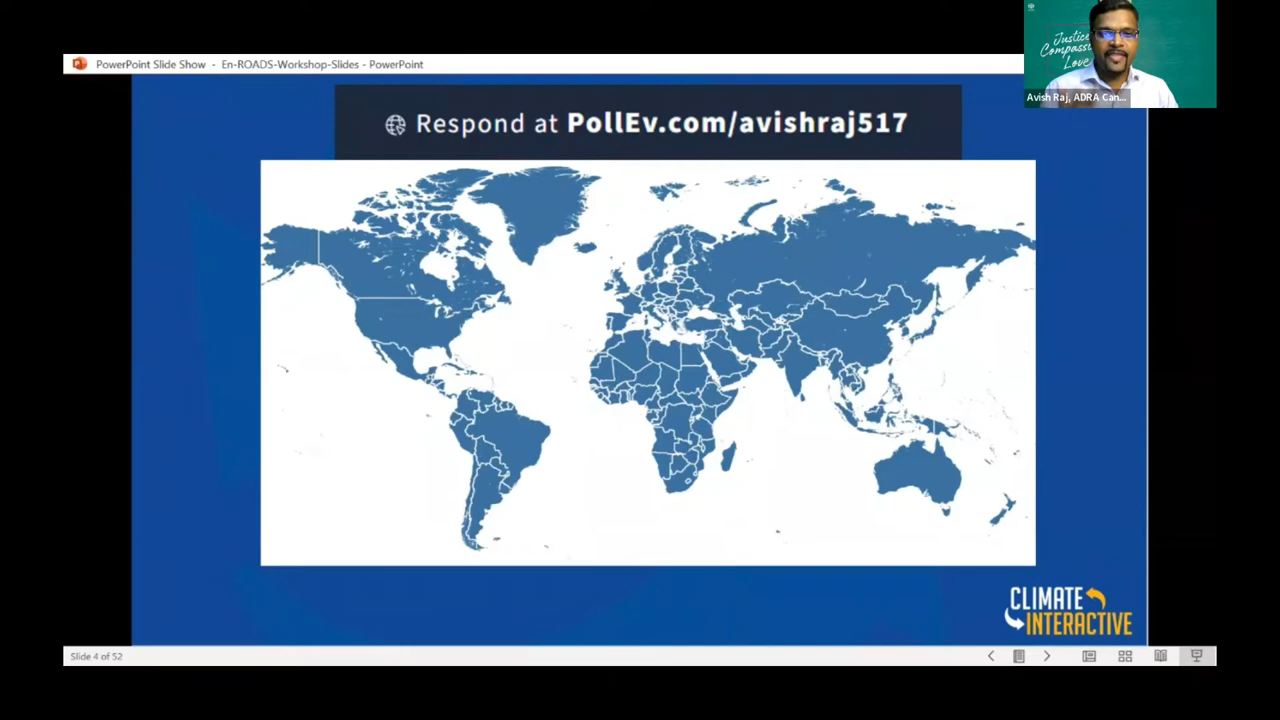 PowerPoint Slide Show - En-ROADS-Workshop-Slides - PowerPoint
Justice
Love
Avish Raj, ADRA Can...
Respond at PollEv.com/avishraj517
CLIMATE
INTERACTIVE
Slide 4 of 52